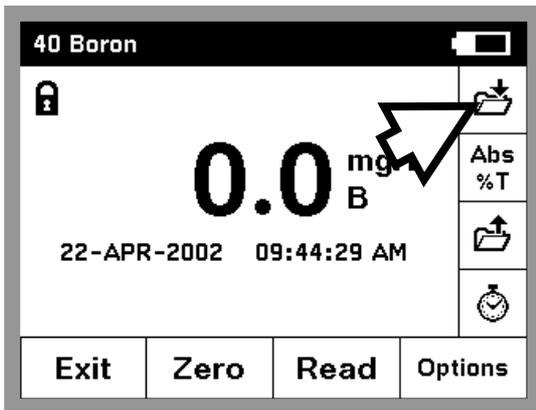 40 Boron
0.0 mg/
B
22-APR-2002 09:44:29 AM
Abs
%T
Exit Zero Read Options